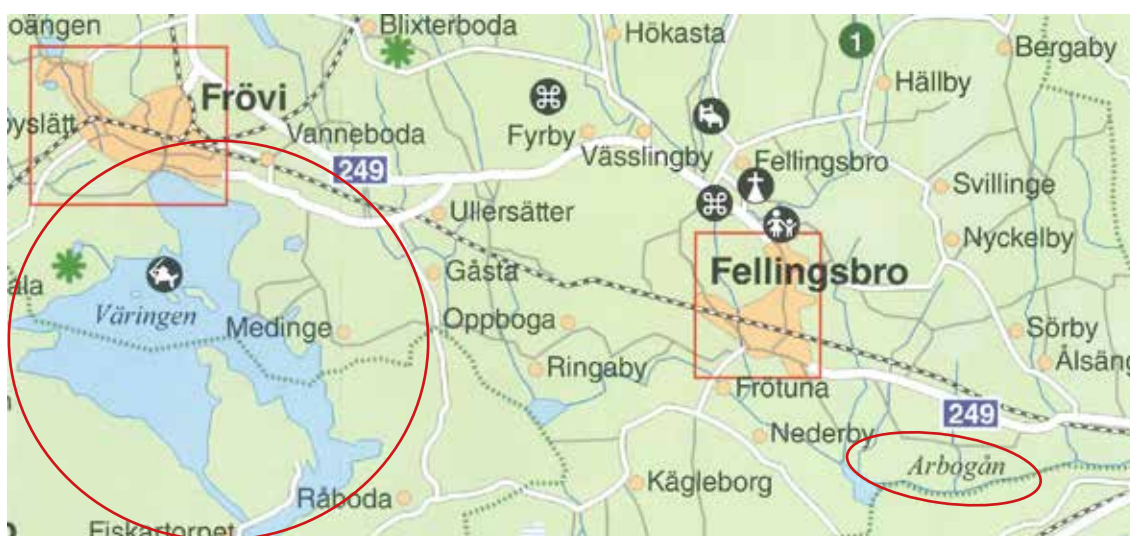 oängen
Blixterboda
Hökasta
1
Bergaby
Hällby
Frövi
byslätt
Vanneboda
Fyrby
Vässlingby
Fellingsbro
249
Svillinge
Ullersätter
Nyckelby
Gåsta
Fellingsbro
ala
Väringen
Medinge
Oppboga
Sörby
Ringaby
Ålsäng
Frötuna
249
Nederby
Arbogån
Råboda
Kägleborg
Fiskartorpet